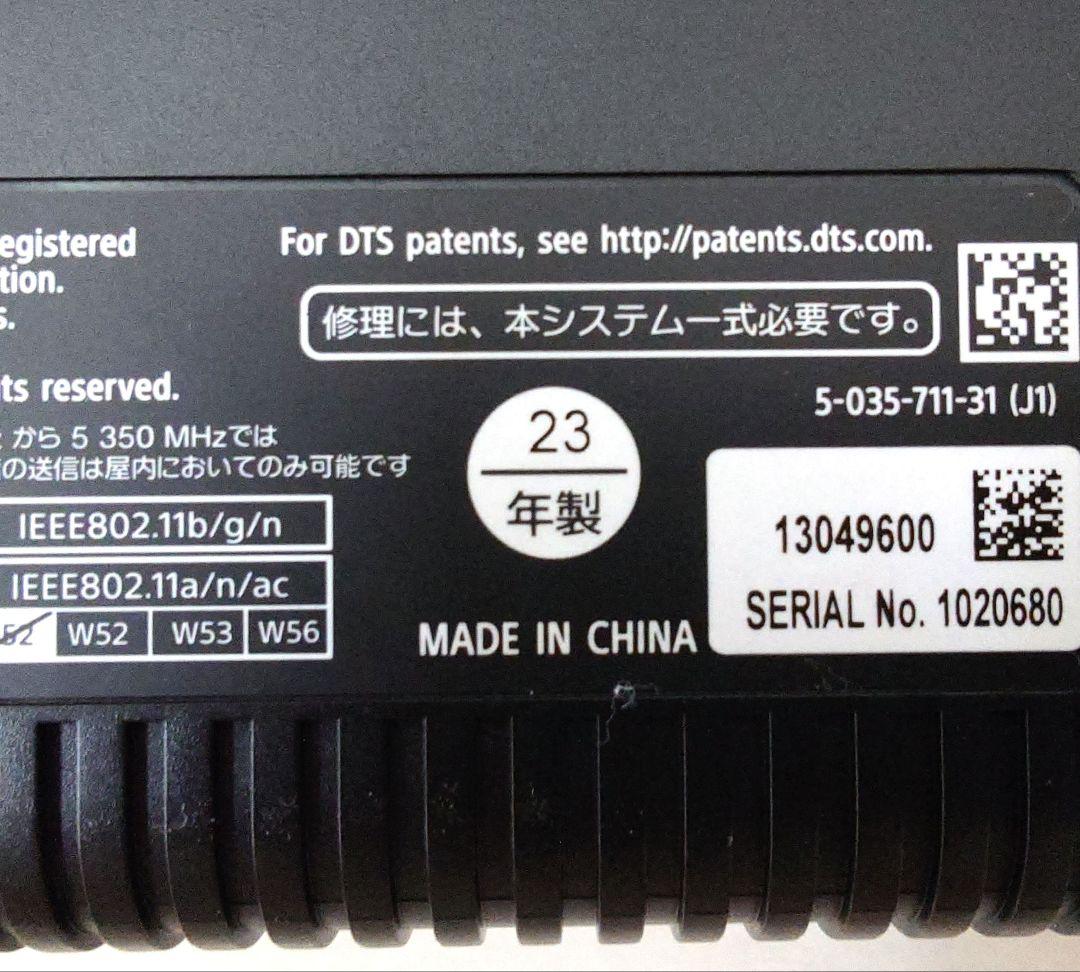 egistered
tion.
s.
ts reserved.
から 5 350 MHzでは
の送信は屋内においてのみ可能です
IEEE802.11b/g/n
IEEE802.11a/n/ac
52 W52 W53 W56
For DTS patents, see http://patents.dts.com.
修理には、本システム一式必要です。
5-035-711-31 (J1)
23
年製
MADE IN CHINA
13049600
SERIAL No. 1020680